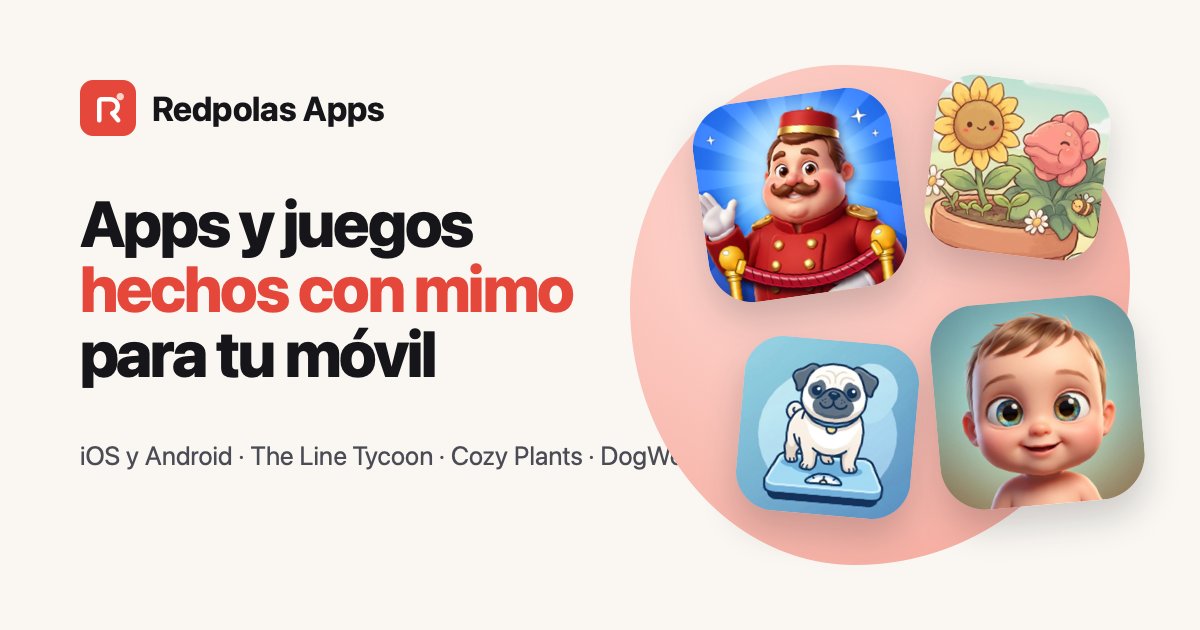 Redpolas Apps
Apps y juegos
hechos con mimo
para tu móvil
iOS y Android · The Line Tycoon · Cozy Plants ·